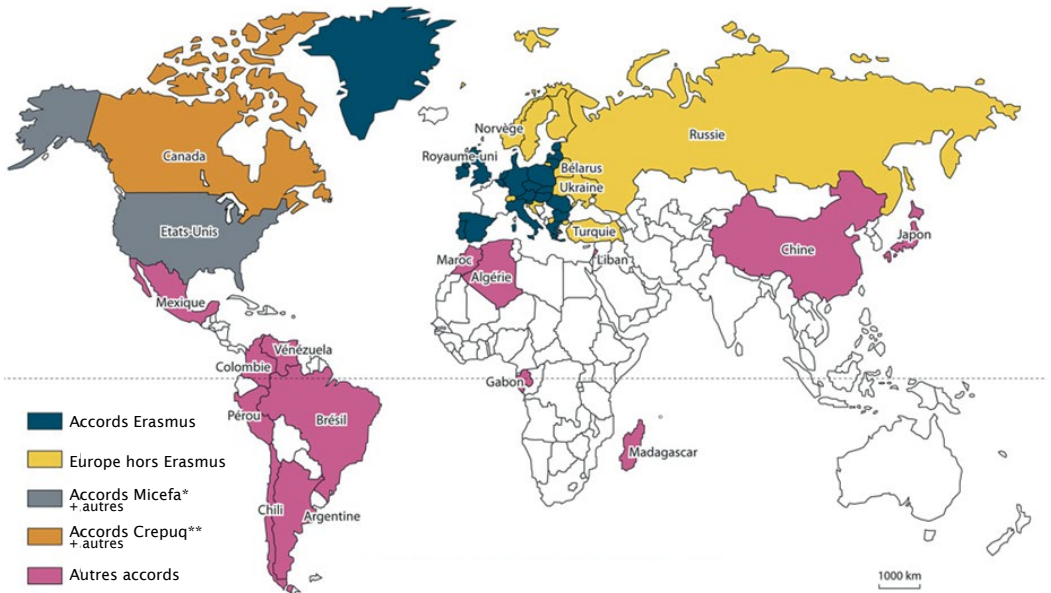 Norvège
Russie
Canada
Royaume-uni
Bélarus
Ukraine
Etats-Unis
Turquie
Japon
Chine
Maroc
Liban
Algérie
Mexique
Vénézuela
Colombie
Gabon
Pérou
Brésil
Madagascar
Chili
Argentine
Accords Erasmus
Europe hors Erasmus
Accords Micefa*
+.autres
Accords Crepuq**
+.autres
Autres accords
1000 km